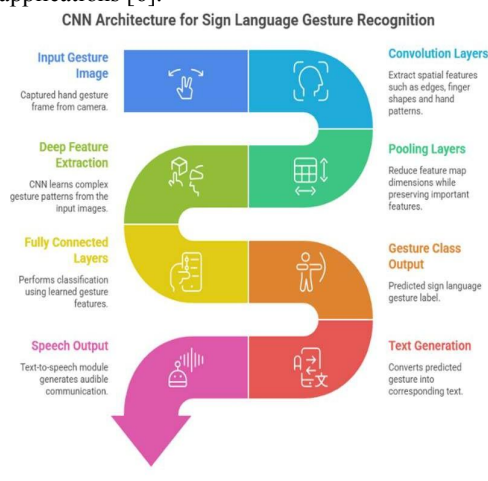 applications [6].
CNN Architecture for Sign Language Gesture Recognition
Input Gesture
Image
Captured hand gesture
frame from camera.
Convolution Layers
Extract spatial features
such as edges, finger
shapes and hand
patterns.
Deep Feature
Extraction
CNN learns complex
gesture patterns from the
input images.
Pooling Layers
Reduce feature map
dimensions while
preserving important
features.
Fully Connected
Layers
Performs classification
using learned gesture
features.
Gesture Class
Output
Predicted sign language
gesture label.
Speech Output
Text-to-speech module
generates audible
communication.
Text Generation
Converts predicted
gesture into
corresponding text.